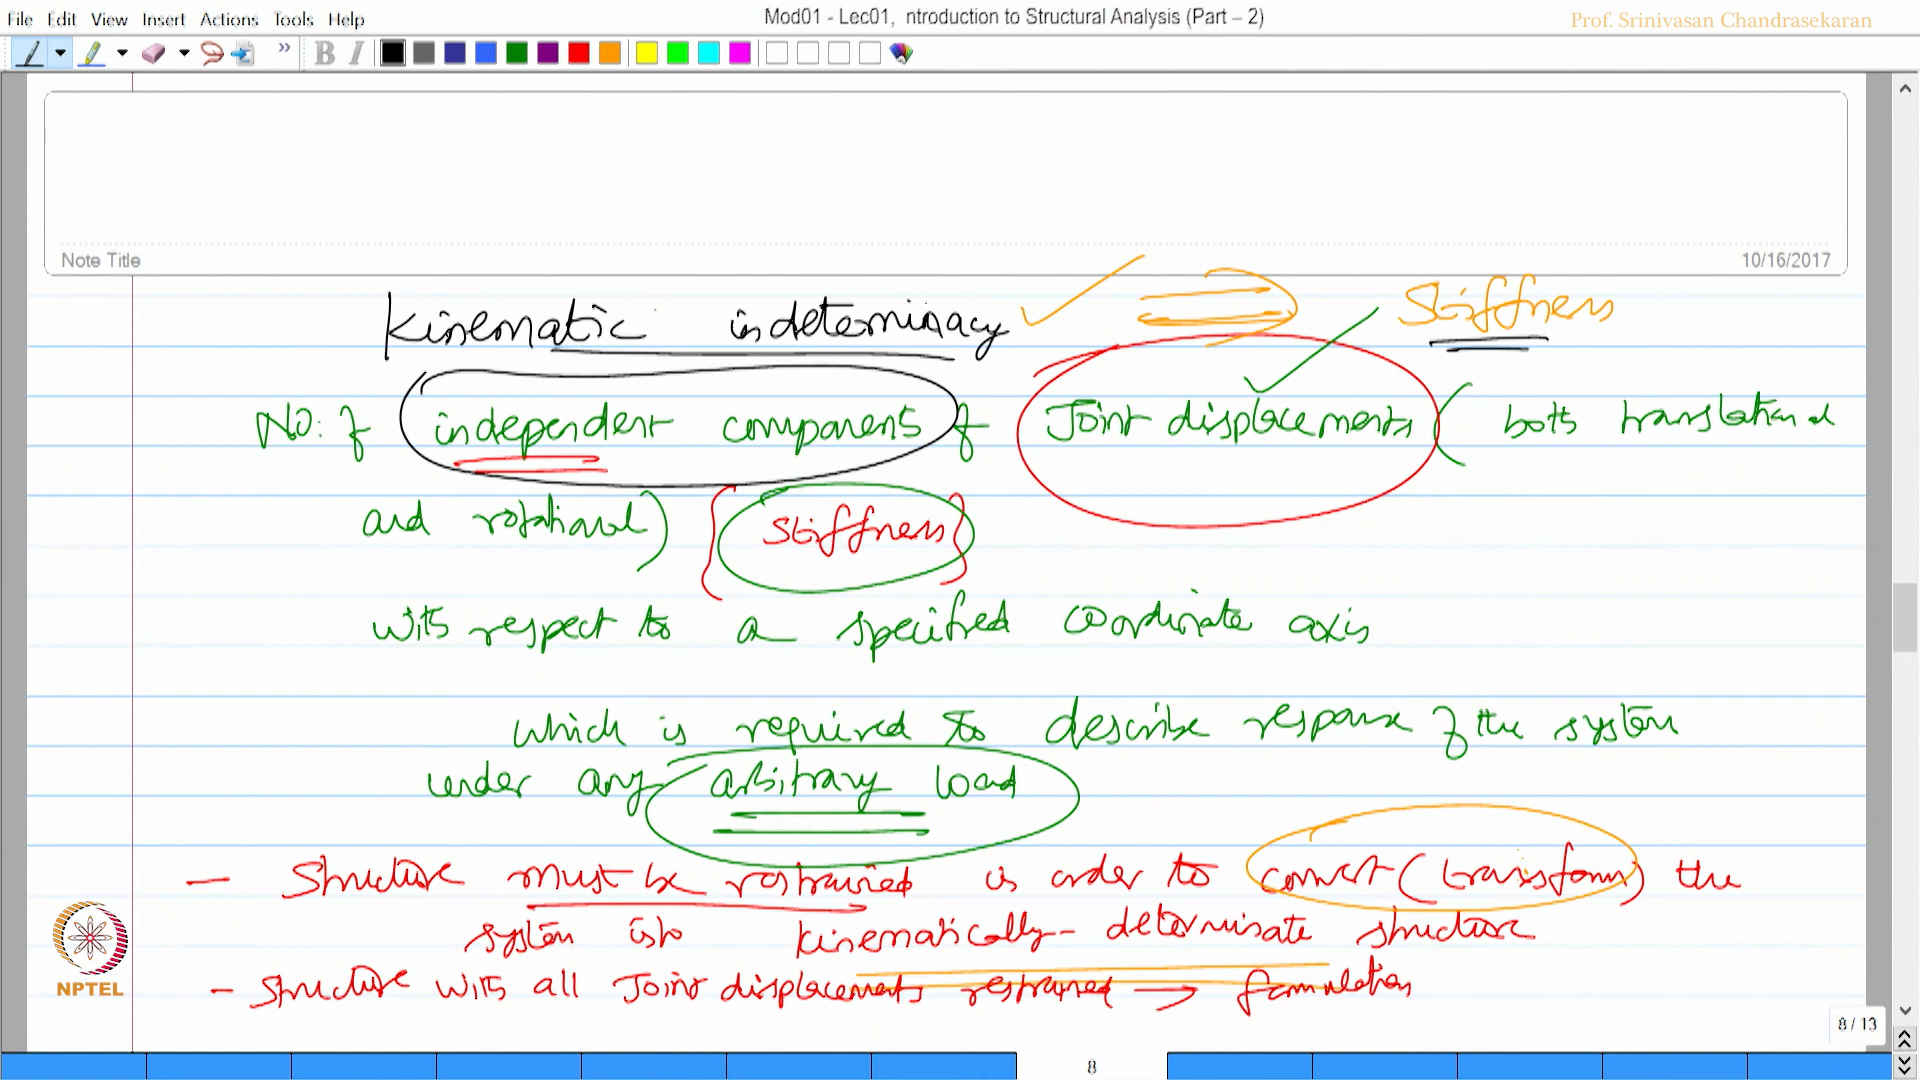 File Edit View Insert Actions Tools Help
Mod01 - Lec01, ntroduction to Structural Analysis (Part – 2)
Prof. Srinivasan Chandrasekaran
B I
Note Title
10/16/2017
Kinematic indeterminacy
Stiffness
No: of independent components of Joint displacements (both translational
and rotational) {stiffness}
with respect to a specified coordinate axis
which is required to describe response of the system
under any arbitrary load
- Structure must be restrained in order to convert (transform) the
system into kinematically-determinate structure
- Structure with all Joint displacements restrained → formulation
NPTEL
8 / 13
8